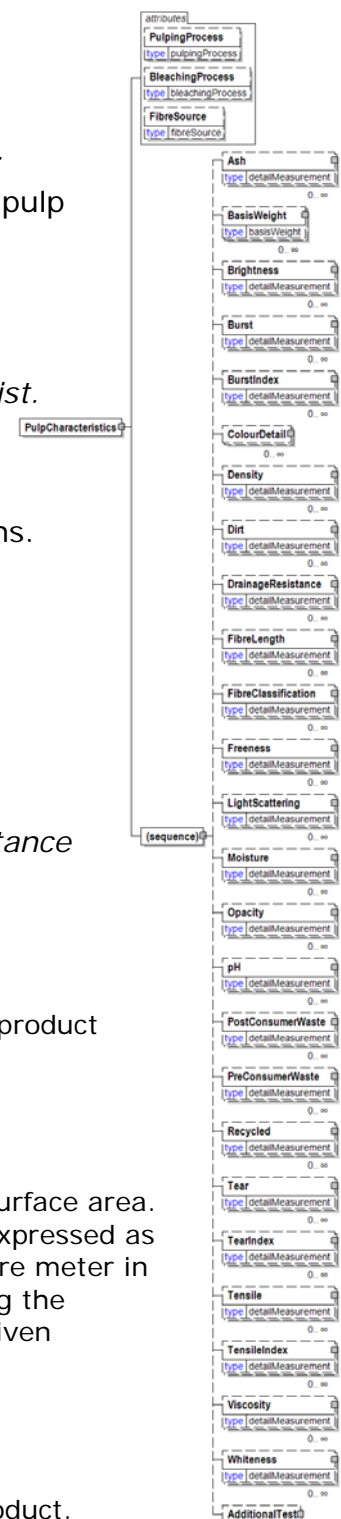 attributes
PulpingProcess
type pulpingProcess
BleachingProcess
type bleachingProcess
FibreSource
type fibreSource
pulp
ist.
ns.
tance
product
urface area.
xpressed as
re meter in
g the
iven
oduct.
PulpCharacteristics
(sequence)
Ash
type detailMeasurement
0.. ∞
BasisWeight
type basisWeight
0.. ∞
Brightness
type detailMeasurement
0.. ∞
Burst
type detailMeasurement
0.. ∞
BurstIndex
type detailMeasurement
0.. ∞
ColourDetail
0.. ∞
Density
type detailMeasurement
0.. ∞
Dirt
type detailMeasurement
0.. ∞
DrainageResistance
type detailMeasurement
0.. ∞
FibreLength
type detailMeasurement
0.. ∞
FibreClassification
type detailMeasurement
0.. ∞
Freeness
type detailMeasurement
0.. ∞
LightScattering
type detailMeasurement
0.. ∞
Moisture
type detailMeasurement
0.. ∞
Opacity
type detailMeasurement
0.. ∞
pH
type detailMeasurement
0.. ∞
PostConsumerWaste
type detailMeasurement
0.. ∞
PreConsumerWaste
type detailMeasurement
0.. ∞
Recycled
type detailMeasurement
0.. ∞
Tear
type detailMeasurement
0.. ∞
TearIndex
type detailMeasurement
0.. ∞
Tensile
type detailMeasurement
0.. ∞
TensileIndex
type detailMeasurement
0.. ∞
Viscosity
type detailMeasurement
0.. ∞
Whiteness
type detailMeasurement
0.. ∞
AdditionalTest